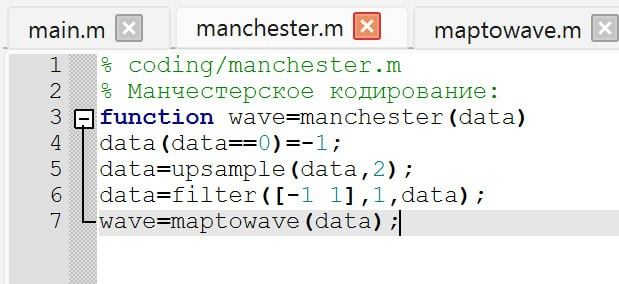 main.m manchester.m maptowave.m
1 % coding/manchester.m
2 % Манчестерское кодирование:
3 function wave=manchester(data)
4 data(data==0)=-1;
5 data=upsample(data,2);
6 data=filter([-1 1],1,data);
7 wave=maptowave(data);